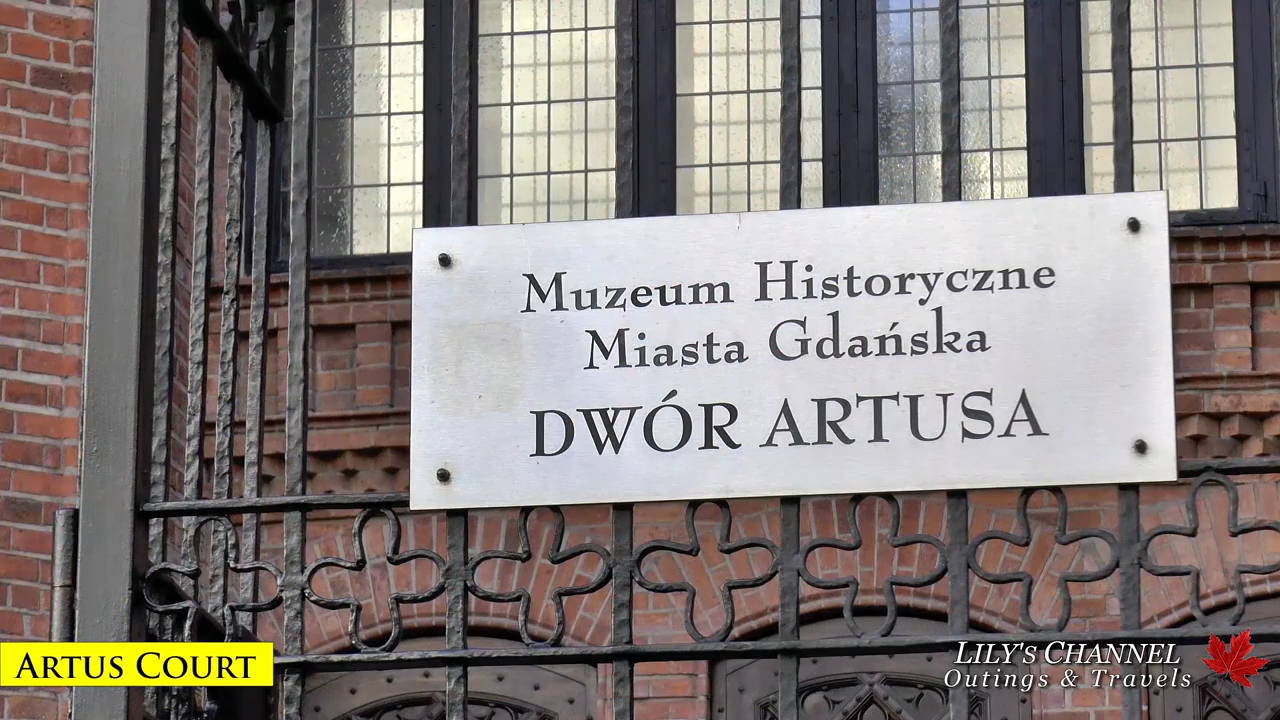 Muzeum Historyczne
Miasta Gdańska
DWÓR ARTUSA
ARTUS COURT
LILY'S CHANNEL
Outings & Travels